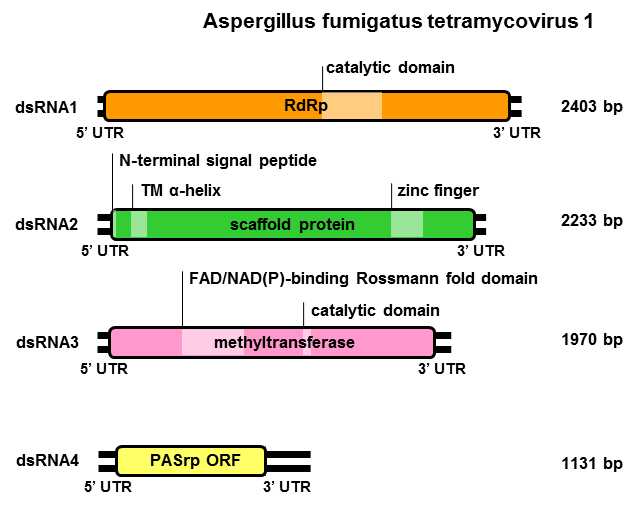 Aspergillus fumigatus tetramycovirus 1
catalytic domain
dsRNA1 RdRp 2403 bp
5’ UTR 3’ UTR
N-terminal signal peptide
TM α-helix zinc finger
dsRNA2 scaffold protein 2233 bp
5’ UTR 3’ UTR
FAD/NAD(P)-binding Rossmann fold domain
catalytic domain
dsRNA3 methyltransferase 1970 bp
5’ UTR 3’ UTR
dsRNA4 PASrp ORF 1131 bp
5’ UTR 3’ UTR